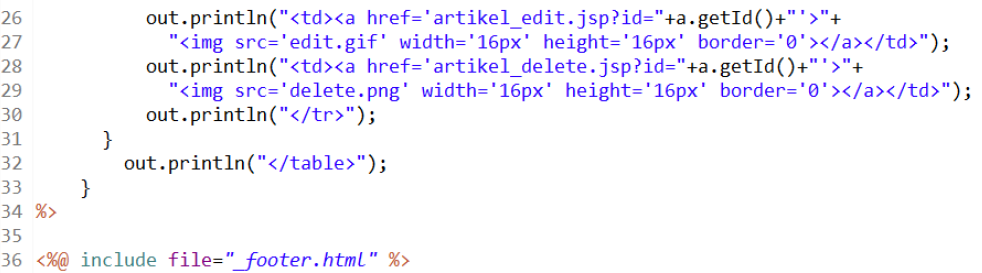 26          out.println("<td><a href='artikel_edit.jsp?id="+a.getId()+"'>"+
27            "<img src='edit.gif' width='16px' height='16px' border='0'></a></td>");
28          out.println("<td><a href='artikel_delete.jsp?id="+a.getId()+"'>"+
29            "<img src='delete.png' width='16px' height='16px' border='0'></a></td>");
30          out.println("</tr>");
31      }
32        out.println("</table>");
33    }
34 %>
35
36 <%@ include file="_footer.html" %>